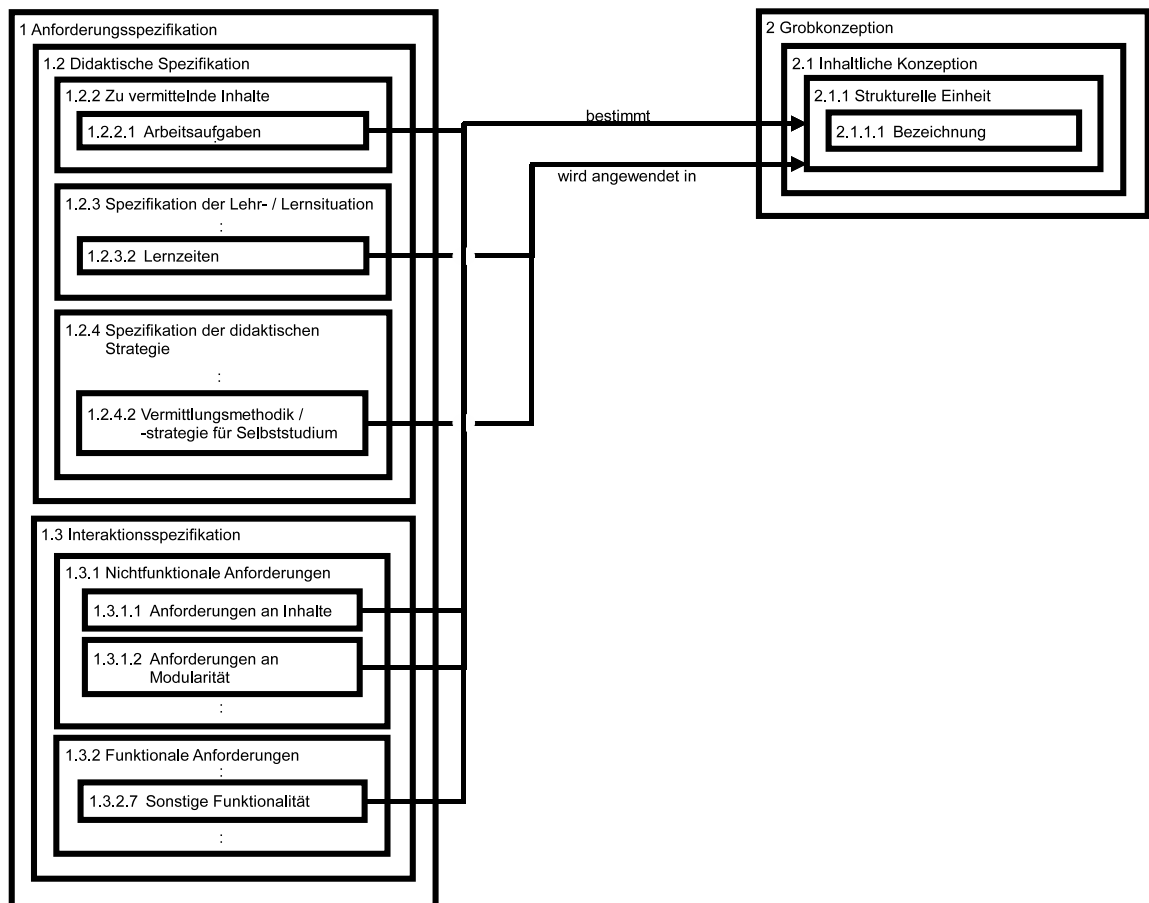 1 Anforderungsspezifikation
1.2 Didaktische Spezifikation
1.2.2 Zu vermittelnde Inhalte
1.2.2.1 Arbeitsaufgaben
:
1.2.3 Spezifikation der Lehr- / Lernsituation
:
1.2.3.2 Lernzeiten
1.2.4 Spezifikation der didaktischen
Strategie
:
1.2.4.2 Vermittlungsmethodik /
-strategie für Selbststudium
1.3 Interaktionsspezifikation
1.3.1 Nichtfunktionale Anforderungen
1.3.1.1 Anforderungen an Inhalte
1.3.1.2 Anforderungen an
Modularität
:
1.3.2 Funktionale Anforderungen
:
1.3.2.7 Sonstige Funktionalität
:
bestimmt
wird angewendet in
2 Grobkonzeption
2.1 Inhaltliche Konzeption
2.1.1 Strukturelle Einheit
2.1.1.1 Bezeichnung